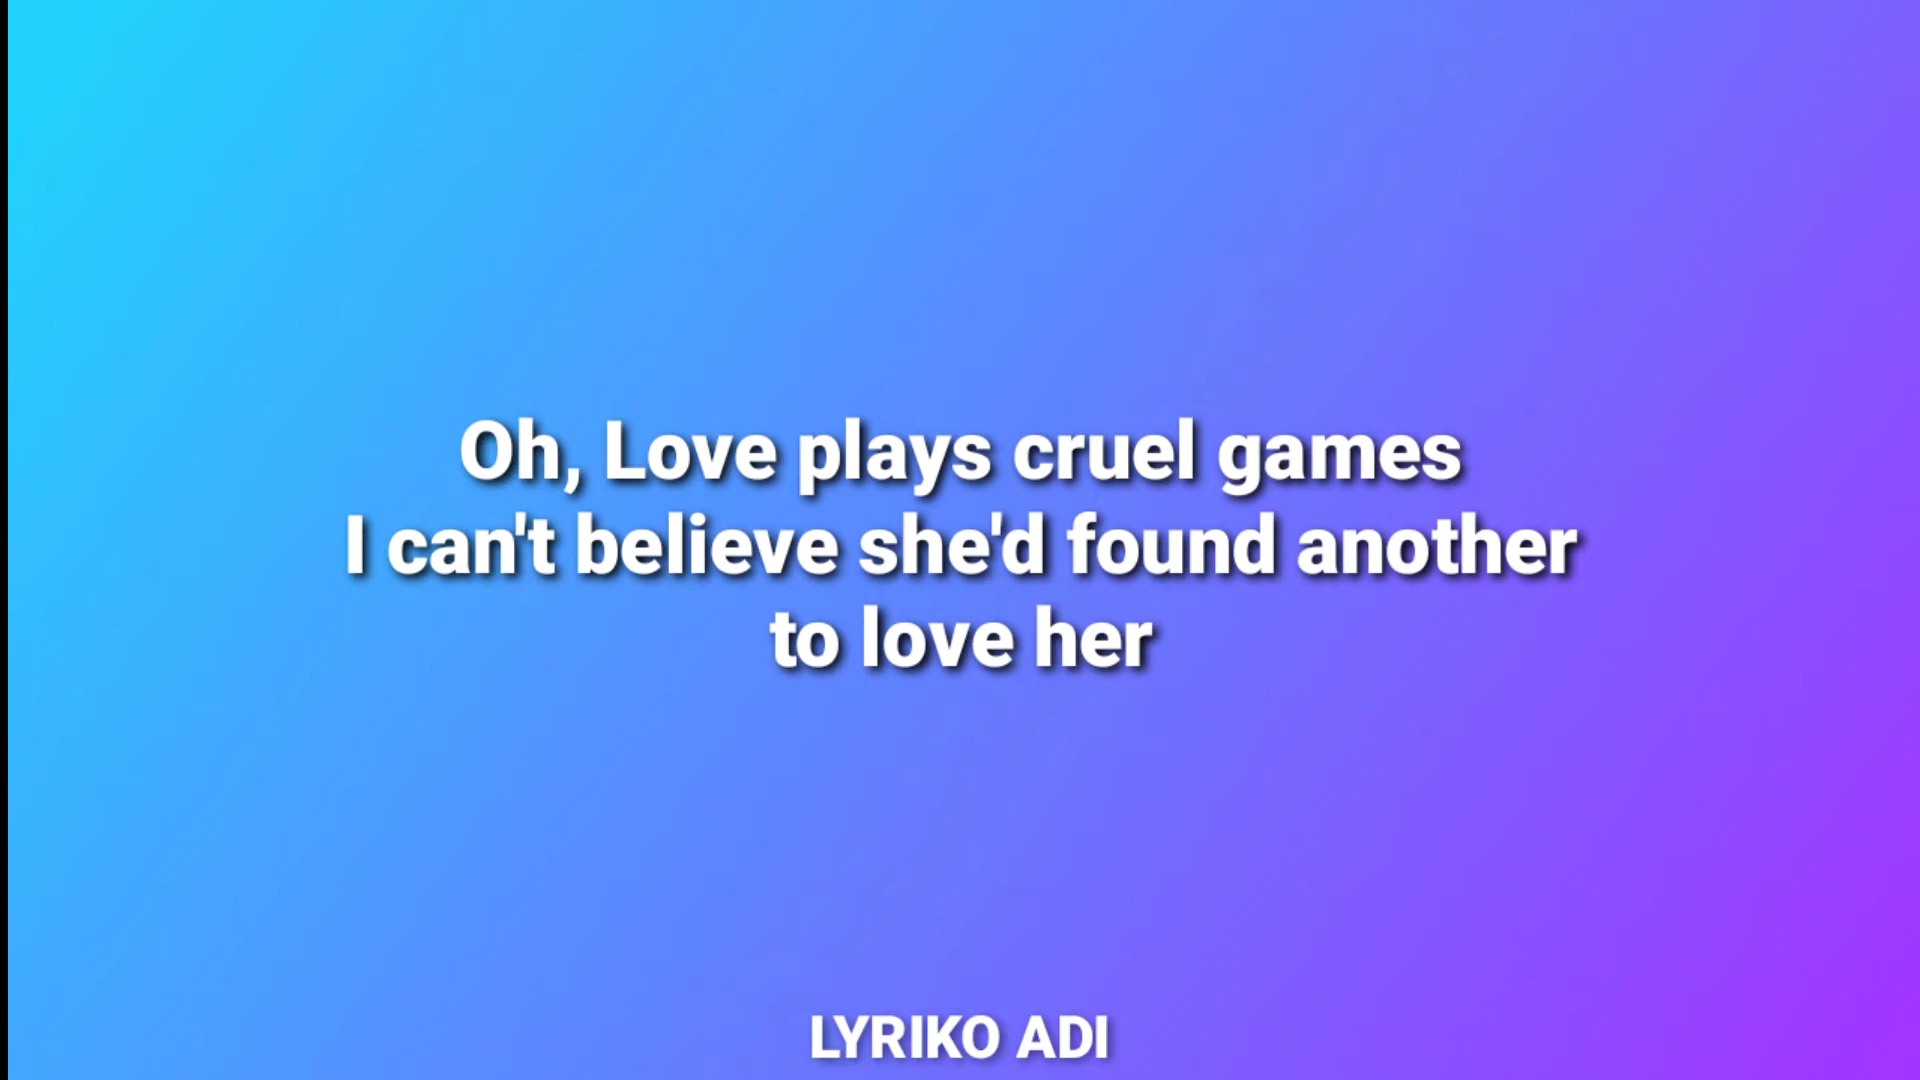 Oh, Love plays cruel games
I can't believe she'd found another
to love her
LYRIKO ADI